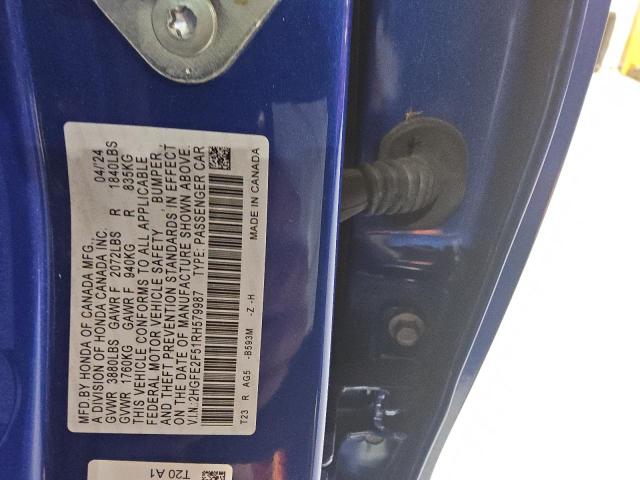 MFD.BY HONDA OF CANADA MFG., 04/'24
A DIVISION OF HONDA CANADA INC.
GVWR 3880LBS GAWR F 2072LBS R 1840LBS
GVWR 1760KG GAWR F 940KG R 835KG
THIS VEHICLE CONFORMS TO ALL APPLICABLE
FEDERAL MOTOR VEHICLE SAFETY, BUMPER,
AND THEFT PREVENTION STANDARDS IN EFFECT
ON THE DATE OF MANUFACTURE SHOWN ABOVE.
V.I.N.:2HGFE2F51RH579987 TYPE: PASSENGER CAR
T23 R AG5 -B593M -Z -H MADE IN CANADA
T20 A1